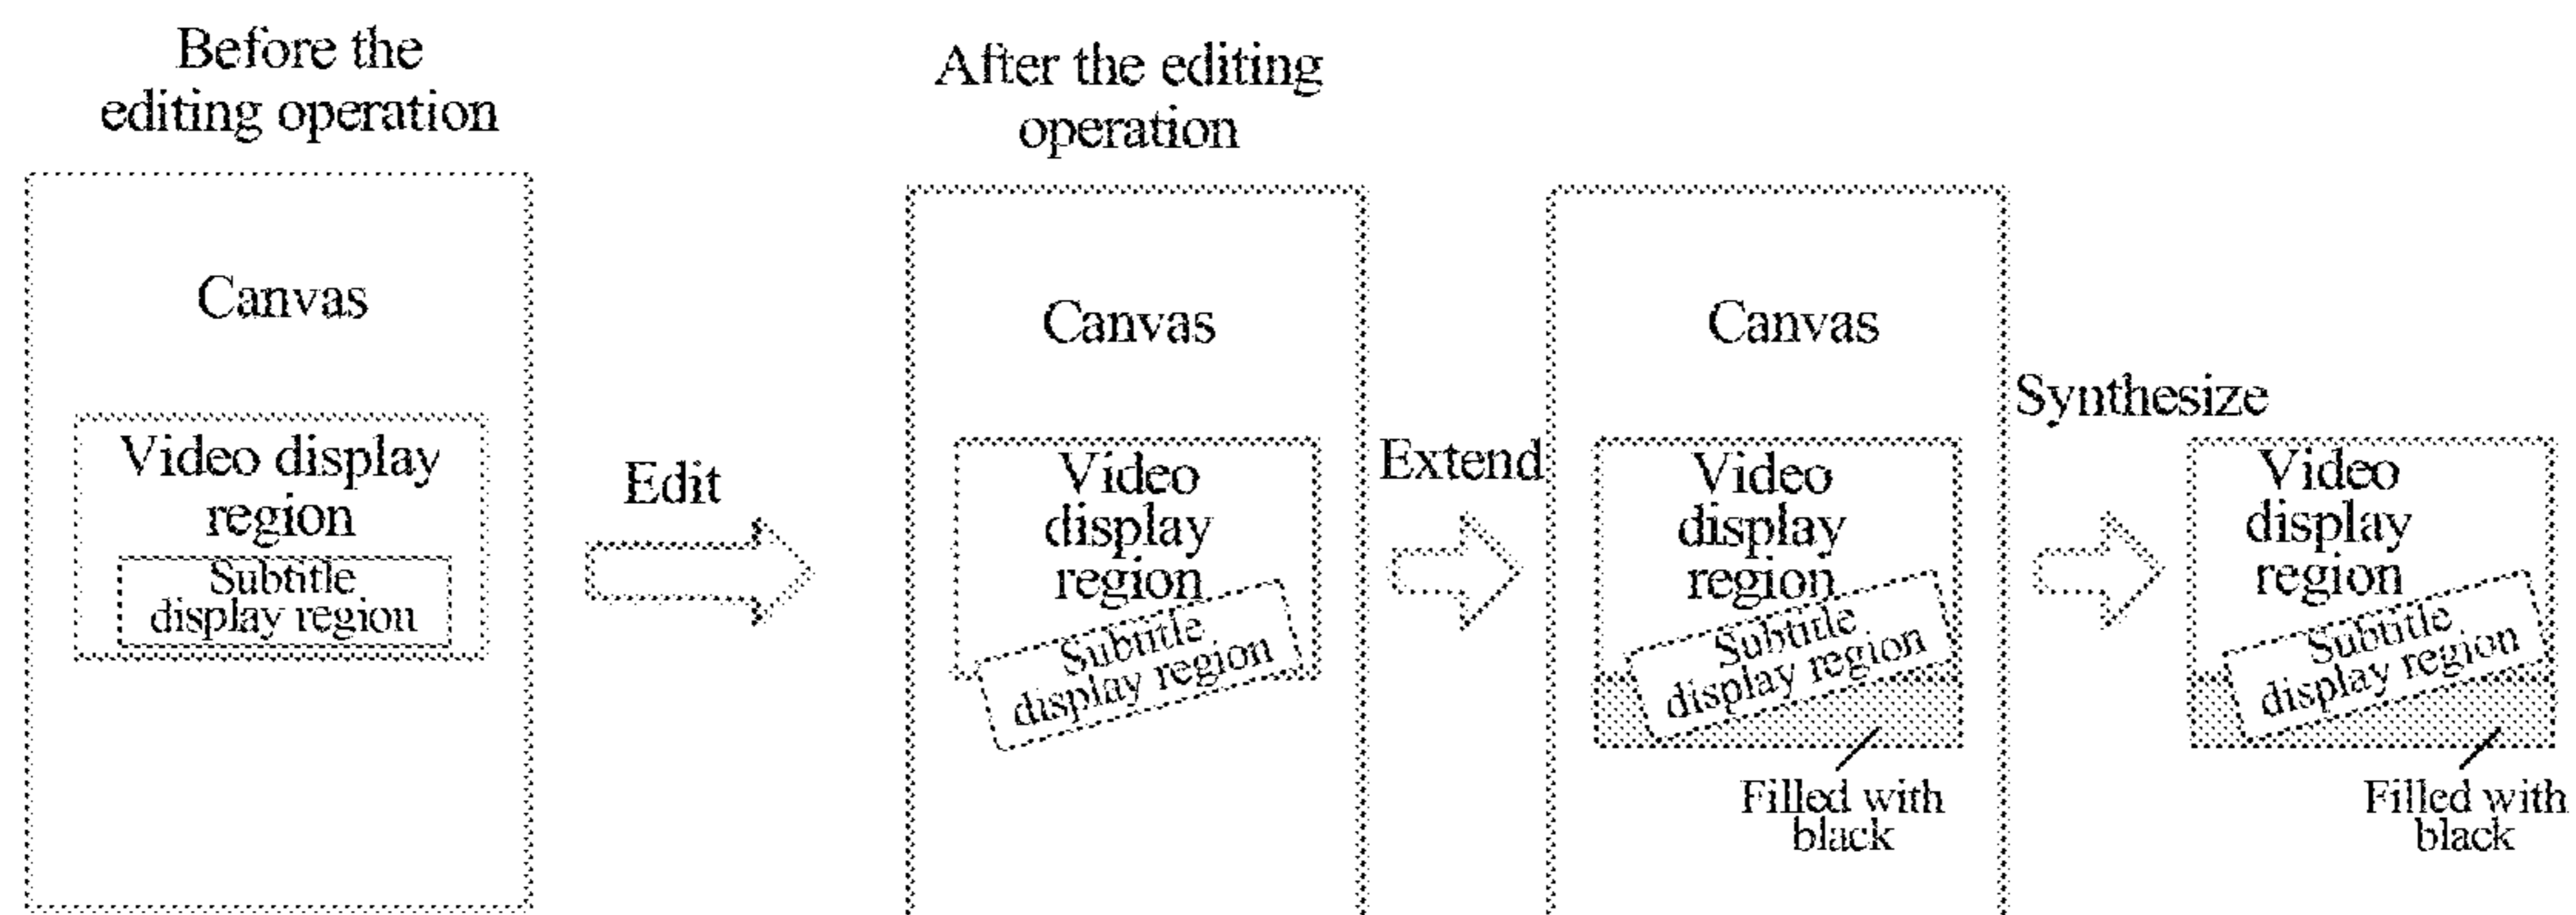 Before the
editing operation
Canvas
Video display
region
Subtitle
display region
Edit
After the editing
operation
Canvas
Video
display
region
Subtitle
display region
Extend
Canvas
Video
display
region
Subtitle
display region
Filled with
black
Synthesize
Video
display
region
Subtitle
display region
Filled with
black